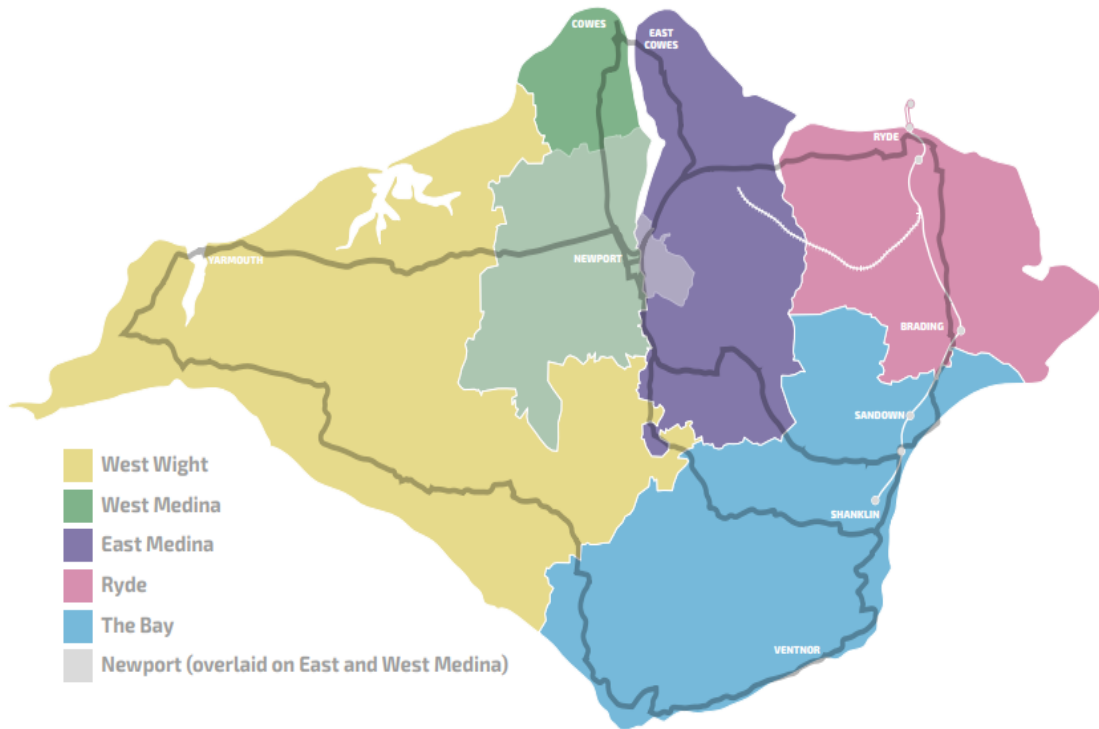 COWES
EAST
COWES
RYDE
YARMOUTH
NEWPORT
BRADING
SANDOWN
SHANKLIN
VENTNOR
West Wight
West Medina
East Medina
Ryde
The Bay
Newport (overlaid on East and West Medina)